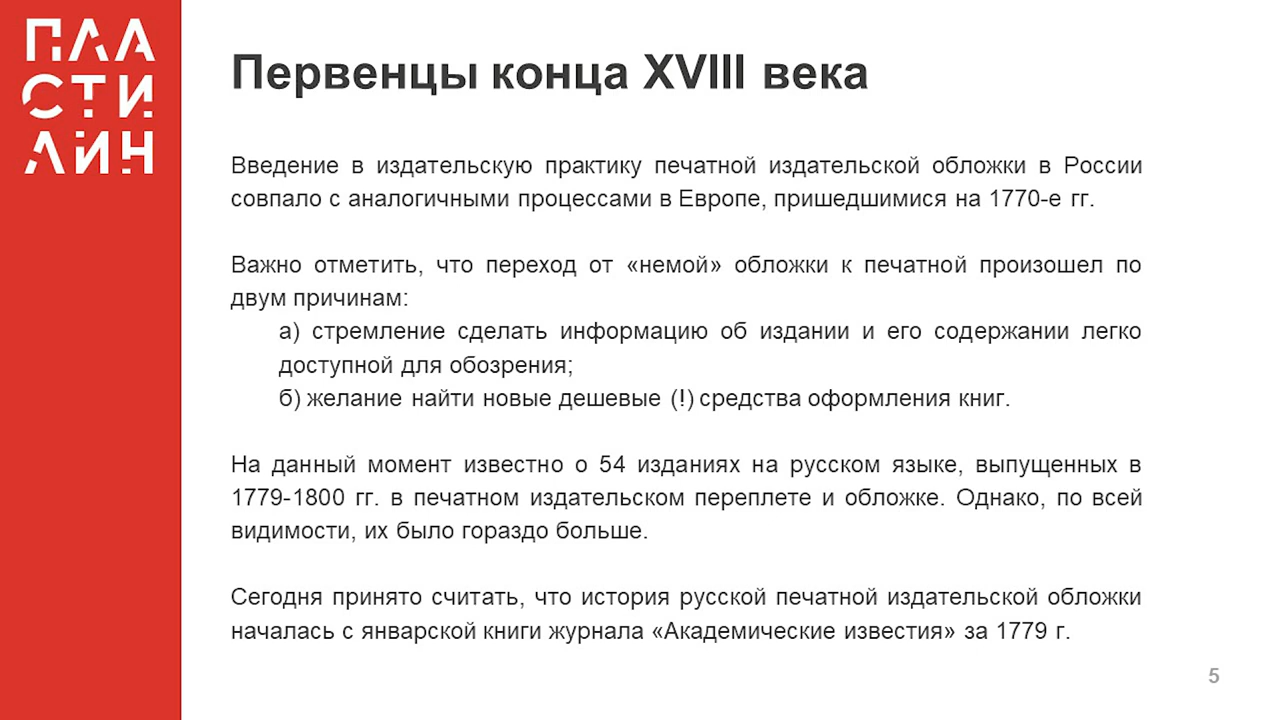 ПЛА
СТИ
ЛИН
Первенцы конца XVIII века
Введение в издательскую практику печатной издательской обложки в России
совпало с аналогичными процессами в Европе, пришедшимися на 1770-е гг.
Важно отметить, что переход от «немой» обложки к печатной произошел по
двум причинам:
а) стремление сделать информацию об издании и его содержании легко
доступной для обозрения;
б) желание найти новые дешевые (!) средства оформления книг.
На данный момент известно о 54 изданиях на русском языке, выпущенных в
1779-1800 гг. в печатном издательском переплете и обложке. Однако, по всей
видимости, их было гораздо больше.
Сегодня принято считать, что история русской печатной издательской обложки
началась с январской книги журнала «Академические известия» за 1779 г.
5